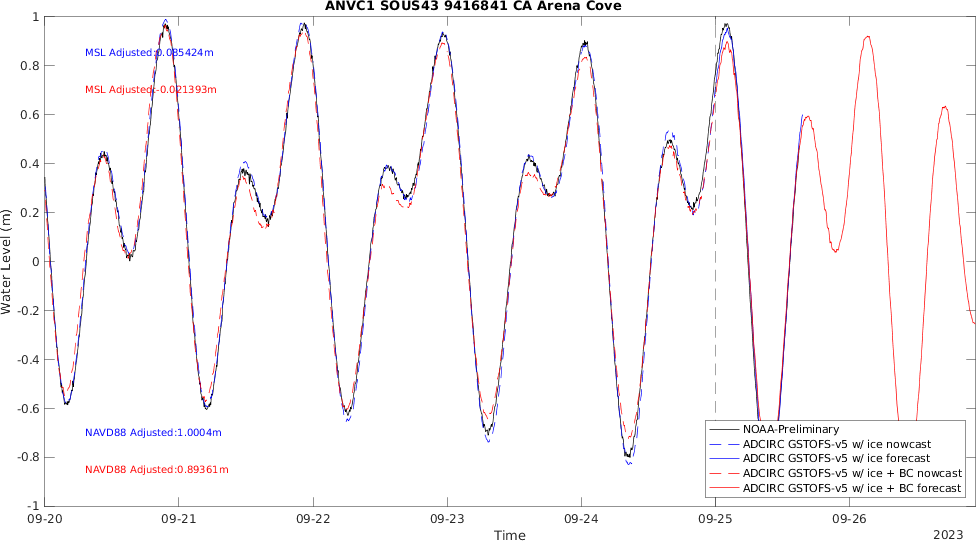 ANVC1 SOUS43 9416841 CA Arena Cove
1
0.8
0.6
0.4
0.2
0
-0.2
-0.4
-0.6
-0.8
-1
Water Level (m)
MSL Adjusted:0.085424m
MSL Adjusted:-0.021393m
NAVD88 Adjusted:1.0004m
NAVD88 Adjusted:0.89361m
NOAA-Preliminary
ADCIRC GSTOFS-v5 w/ ice nowcast
ADCIRC GSTOFS-v5 w/ ice forecast
ADCIRC GSTOFS-v5 w/ ice + BC nowcast
ADCIRC GSTOFS-v5 w/ ice + BC forecast
09-20 09-21 09-22 09-23 09-24 09-25 09-26
Time
2023